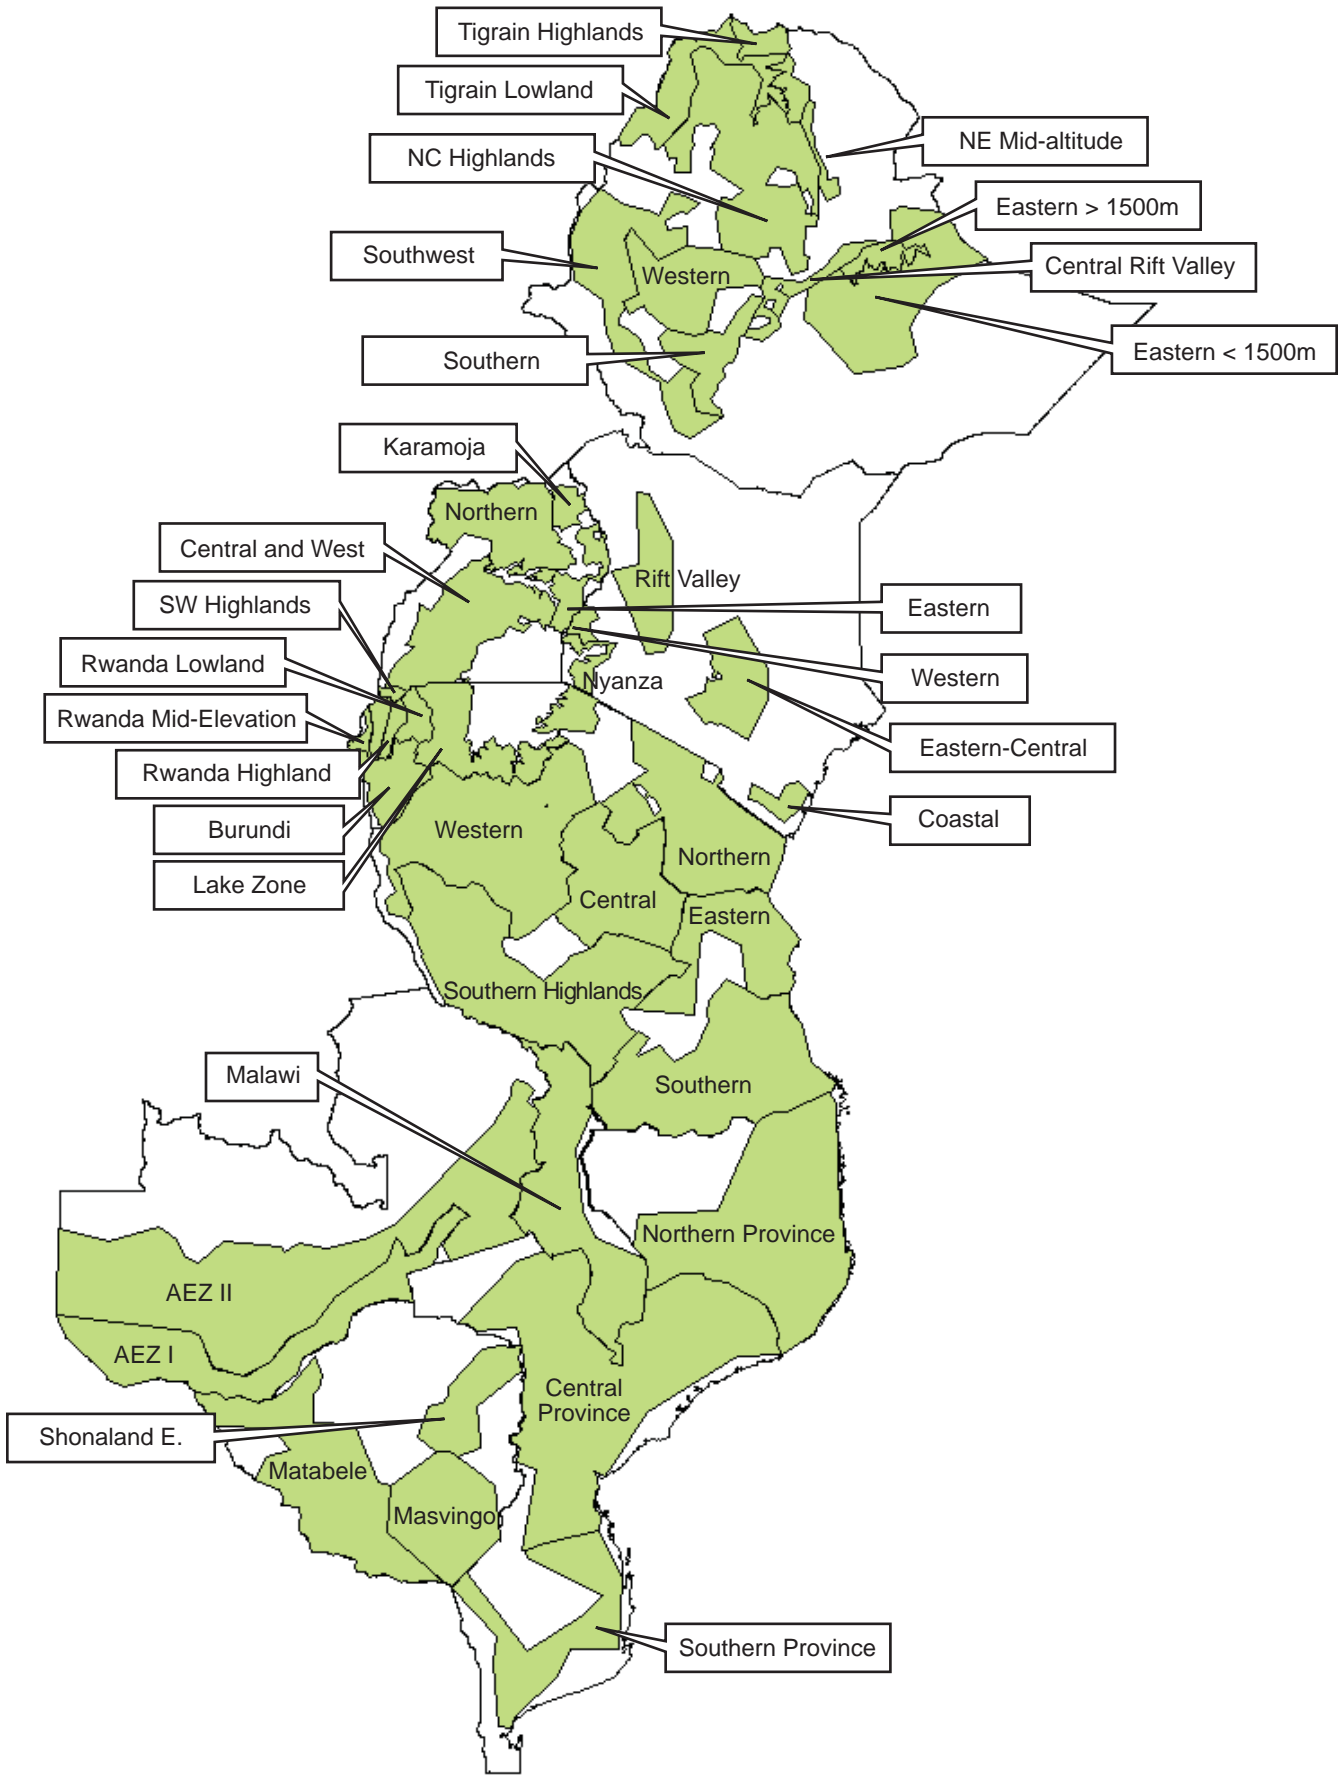 Tigrain Highlands
Tigrain Lowland
NE Mid-altitude
NC Highlands
Eastern > 1500m
Southwest
Western
Central Rift Valley
Eastern < 1500m
Southern
Karamoja
Northern
Central and West
Rift Valley
SW Highlands
Eastern
Rwanda Lowland
Western
Nyanza
Rwanda Mid-Elevation
Eastern-Central
Rwanda Highland
Burundi
Coastal
Western
Northern
Lake Zone
Central
Eastern
Southern Highlands
Malawi
Southern
Northern Province
AEZ II
AEZ I
Central
Province
Shonaland E.
Matabele
Masvingo
Southern Province